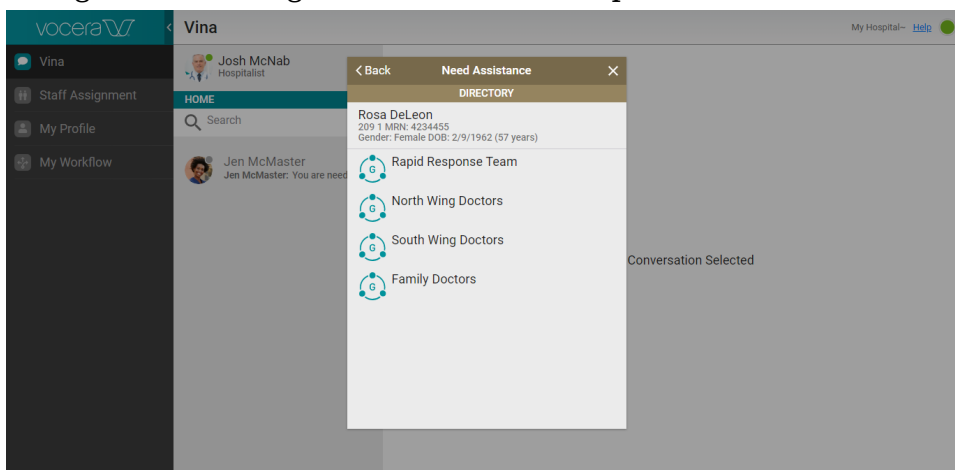 vocera
Vina
My Hospital– Help
Vina
Staff Assignment
My Profile
My Workflow
Josh McNab
Hospitalist
HOME
Search
Jen McMaster
Jen McMaster: You are need
Back Need Assistance
DIRECTORY
Rosa DeLeon
209 1 MRN: 4234455
Gender: Female DOB: 2/9/1962 (57 years)
G Rapid Response Team
G North Wing Doctors
G South Wing Doctors
G Family Doctors
Conversation Selected